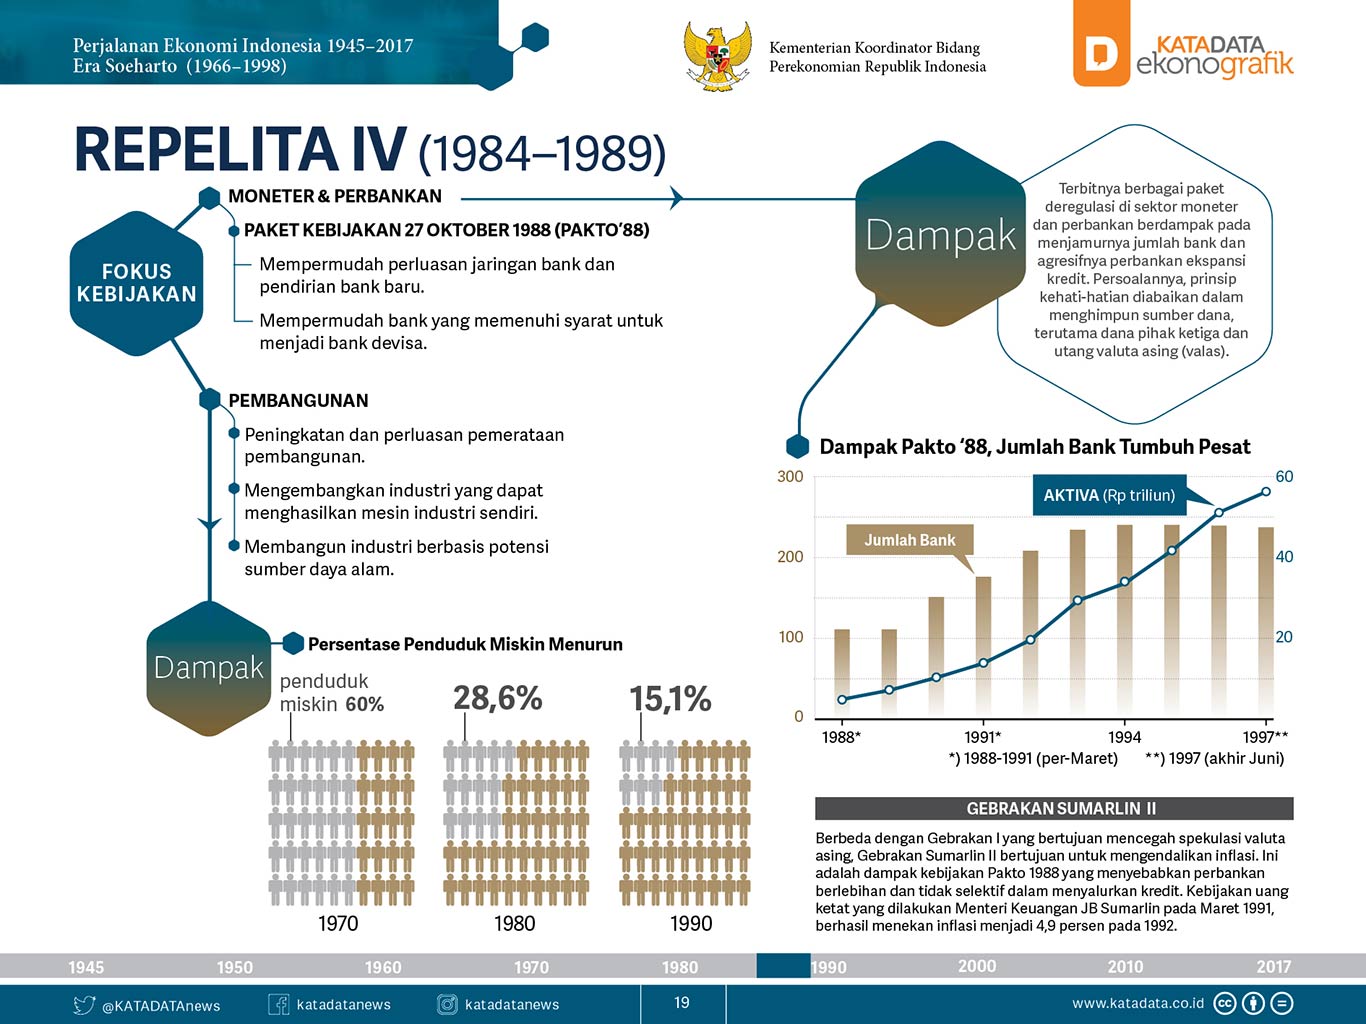 Perjalanan Ekonomi Indonesia 1945–2017
Era Soeharto (1966–1998)
Kementerian Koordinator Bidang
Perekonomian Republik Indonesia
D
KATADATA
ekonografik
REPELITA IV (1984–1989)
FOKUS
KEBIJAKAN
MONETER & PERBANKAN
PAKET KEBIJAKAN 27 OKTOBER 1988 (PAKTO’88)
Mempermudah perluasan jaringan bank dan
pendirian bank baru.
Mempermudah bank yang memenuhi syarat untuk
menjadi bank devisa.
Dampak
Terbitnya berbagai paket
deregulasi di sektor moneter
dan perbankan berdampak pada
menjamurnya jumlah bank dan
agresifnya perbankan ekspansi
kredit. Persoalannya, prinsip
kehati-hatian diabaikan dalam
menghimpun sumber dana,
terutama dana pihak ketiga dan
utang valuta asing (valas).
PEMBANGUNAN
Peningkatan dan perluasan pemerataan
pembangunan.
Mengembangkan industri yang dapat
menghasilkan mesin industri sendiri.
Membangun industri berbasis potensi
sumber daya alam.
Dampak
Persentase Penduduk Miskin Menurun
penduduk
miskin 60%
28,6%
15,1%
1970
1980
1990
Dampak Pakto ‘88, Jumlah Bank Tumbuh Pesat
300
60
AKTIVA (Rp triliun)
Jumlah Bank
200
40
100
20
0
1988*
1991*
1994
1997**
*) 1988-1991 (per-Maret)
**) 1997 (akhir Juni)
GEBRAKAN SUMARLIN II
Berbeda dengan Gebrakan I yang bertujuan mencegah spekulasi valuta
asing, Gebrakan Sumarlin II bertujuan untuk mengendalikan inflasi. Ini
adalah dampak kebijakan Pakto 1988 yang menyebabkan perbankan
berlebihan dan tidak selektif dalam menyalurkan kredit. Kebijakan uang
ketat yang dilakukan Menteri Keuangan JB Sumarlin pada Maret 1991,
berhasil menekan inflasi menjadi 4,9 persen pada 1992.
1945
1950
1960
1970
1980
1990
2000
2010
2017
@KATADATAnews
katadatanews
katadatanews
19
www.katadata.co.id
cc